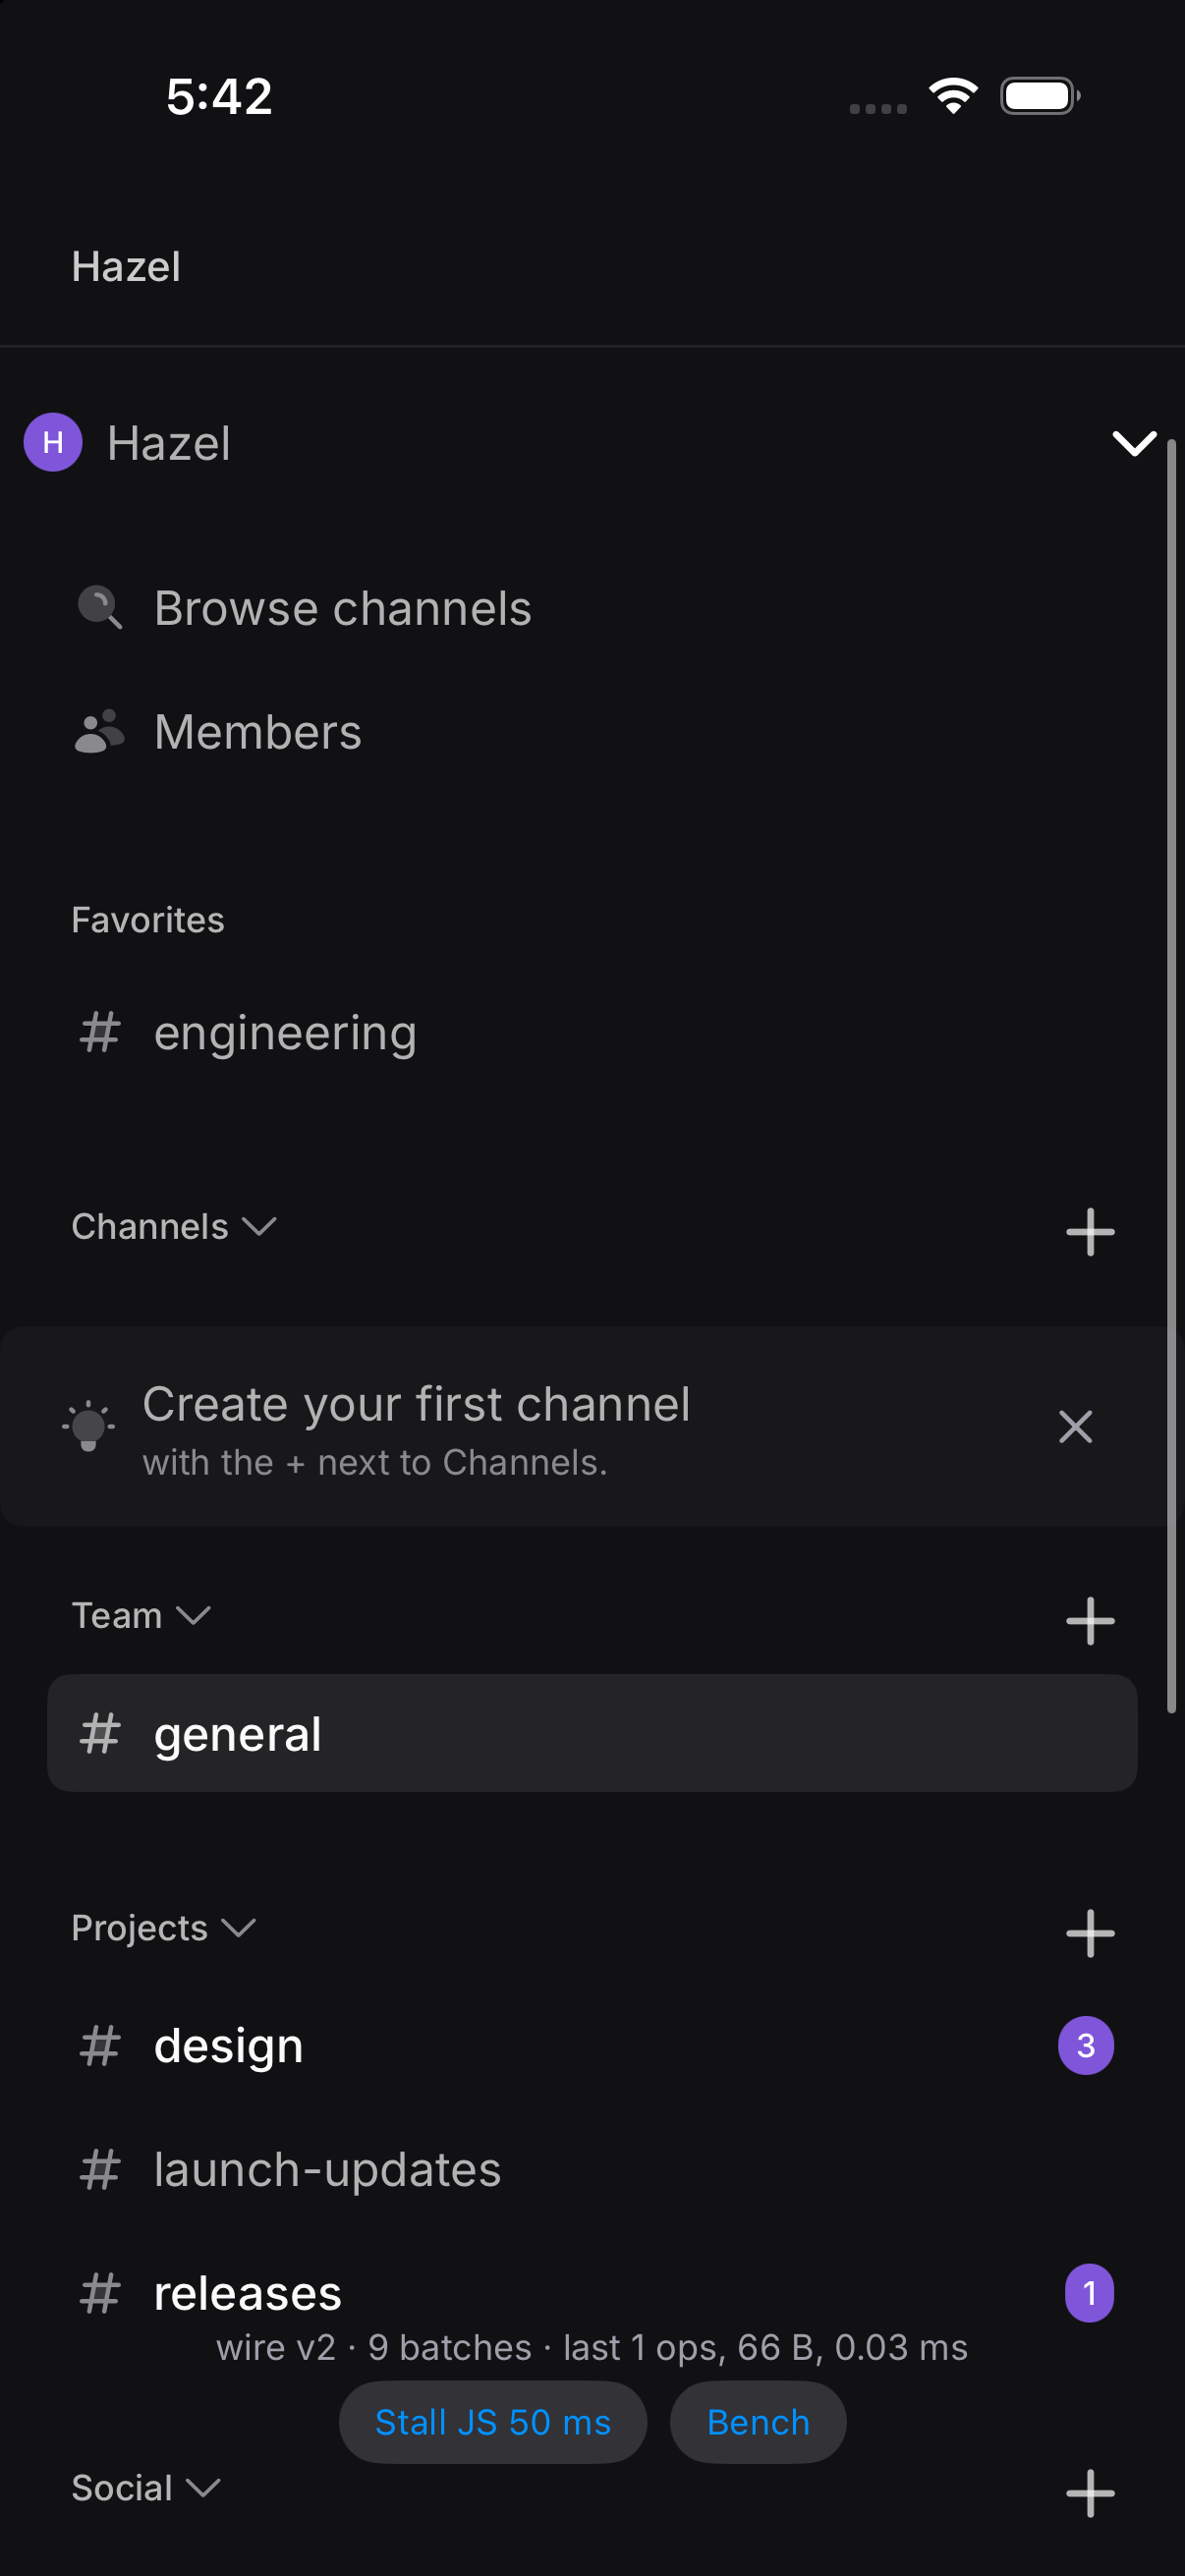 5:42
Hazel
H Hazel
Browse channels
Members
Favorites
# engineering
Channels
Create your first channel
with the + next to Channels.
Team
# general
Projects
# design 3
# launch-updates
# releases 1
wire v2 · 9 batches · last 1 ops, 66 B, 0.03 ms
Stall JS 50 ms Bench
Social